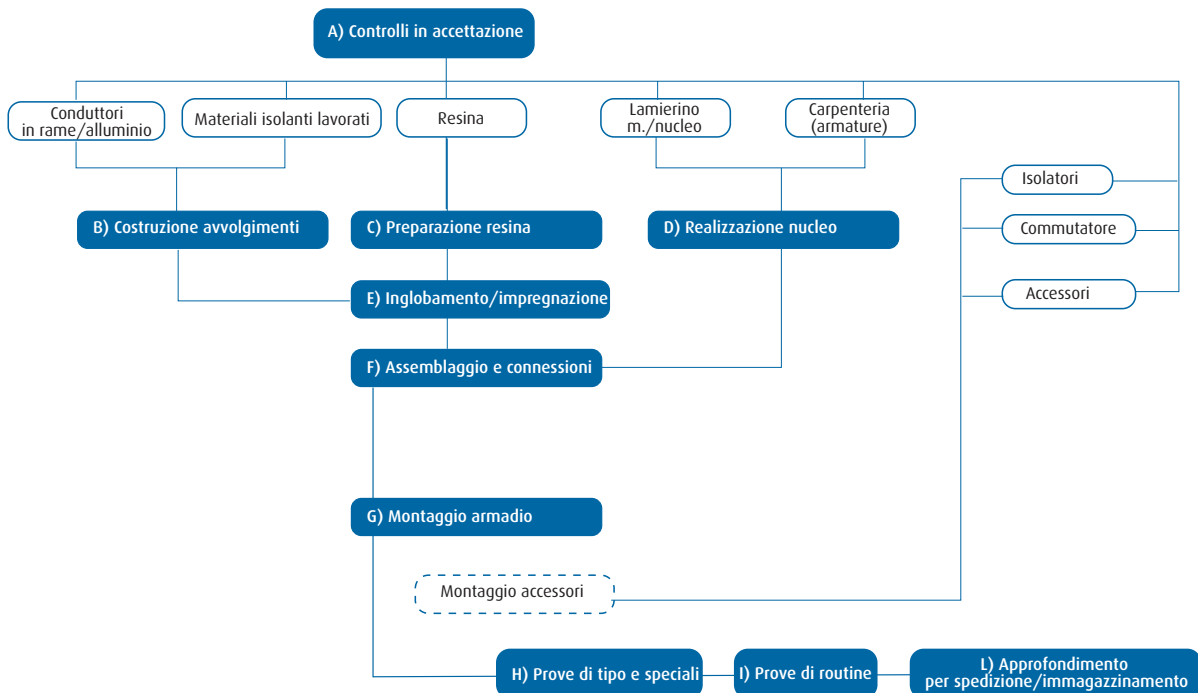 A) Controlli in accettazione
Conduttori
in rame/alluminio
Materiali isolanti lavorati
Resina
Lamierino
m./nucleo
Carpenteria
(armature)
Isolatori
B) Costruzione avvolgimenti
C) Preparazione resina
D) Realizzazione nucleo
Commutatore
E) Inglobamento/impregnazione
Accessori
F) Assemblaggio e connessioni
G) Montaggio armadio
Montaggio accessori
H) Prove di tipo e speciali
I) Prove di routine
L) Approfondimento
per spedizione/immagazzinamento